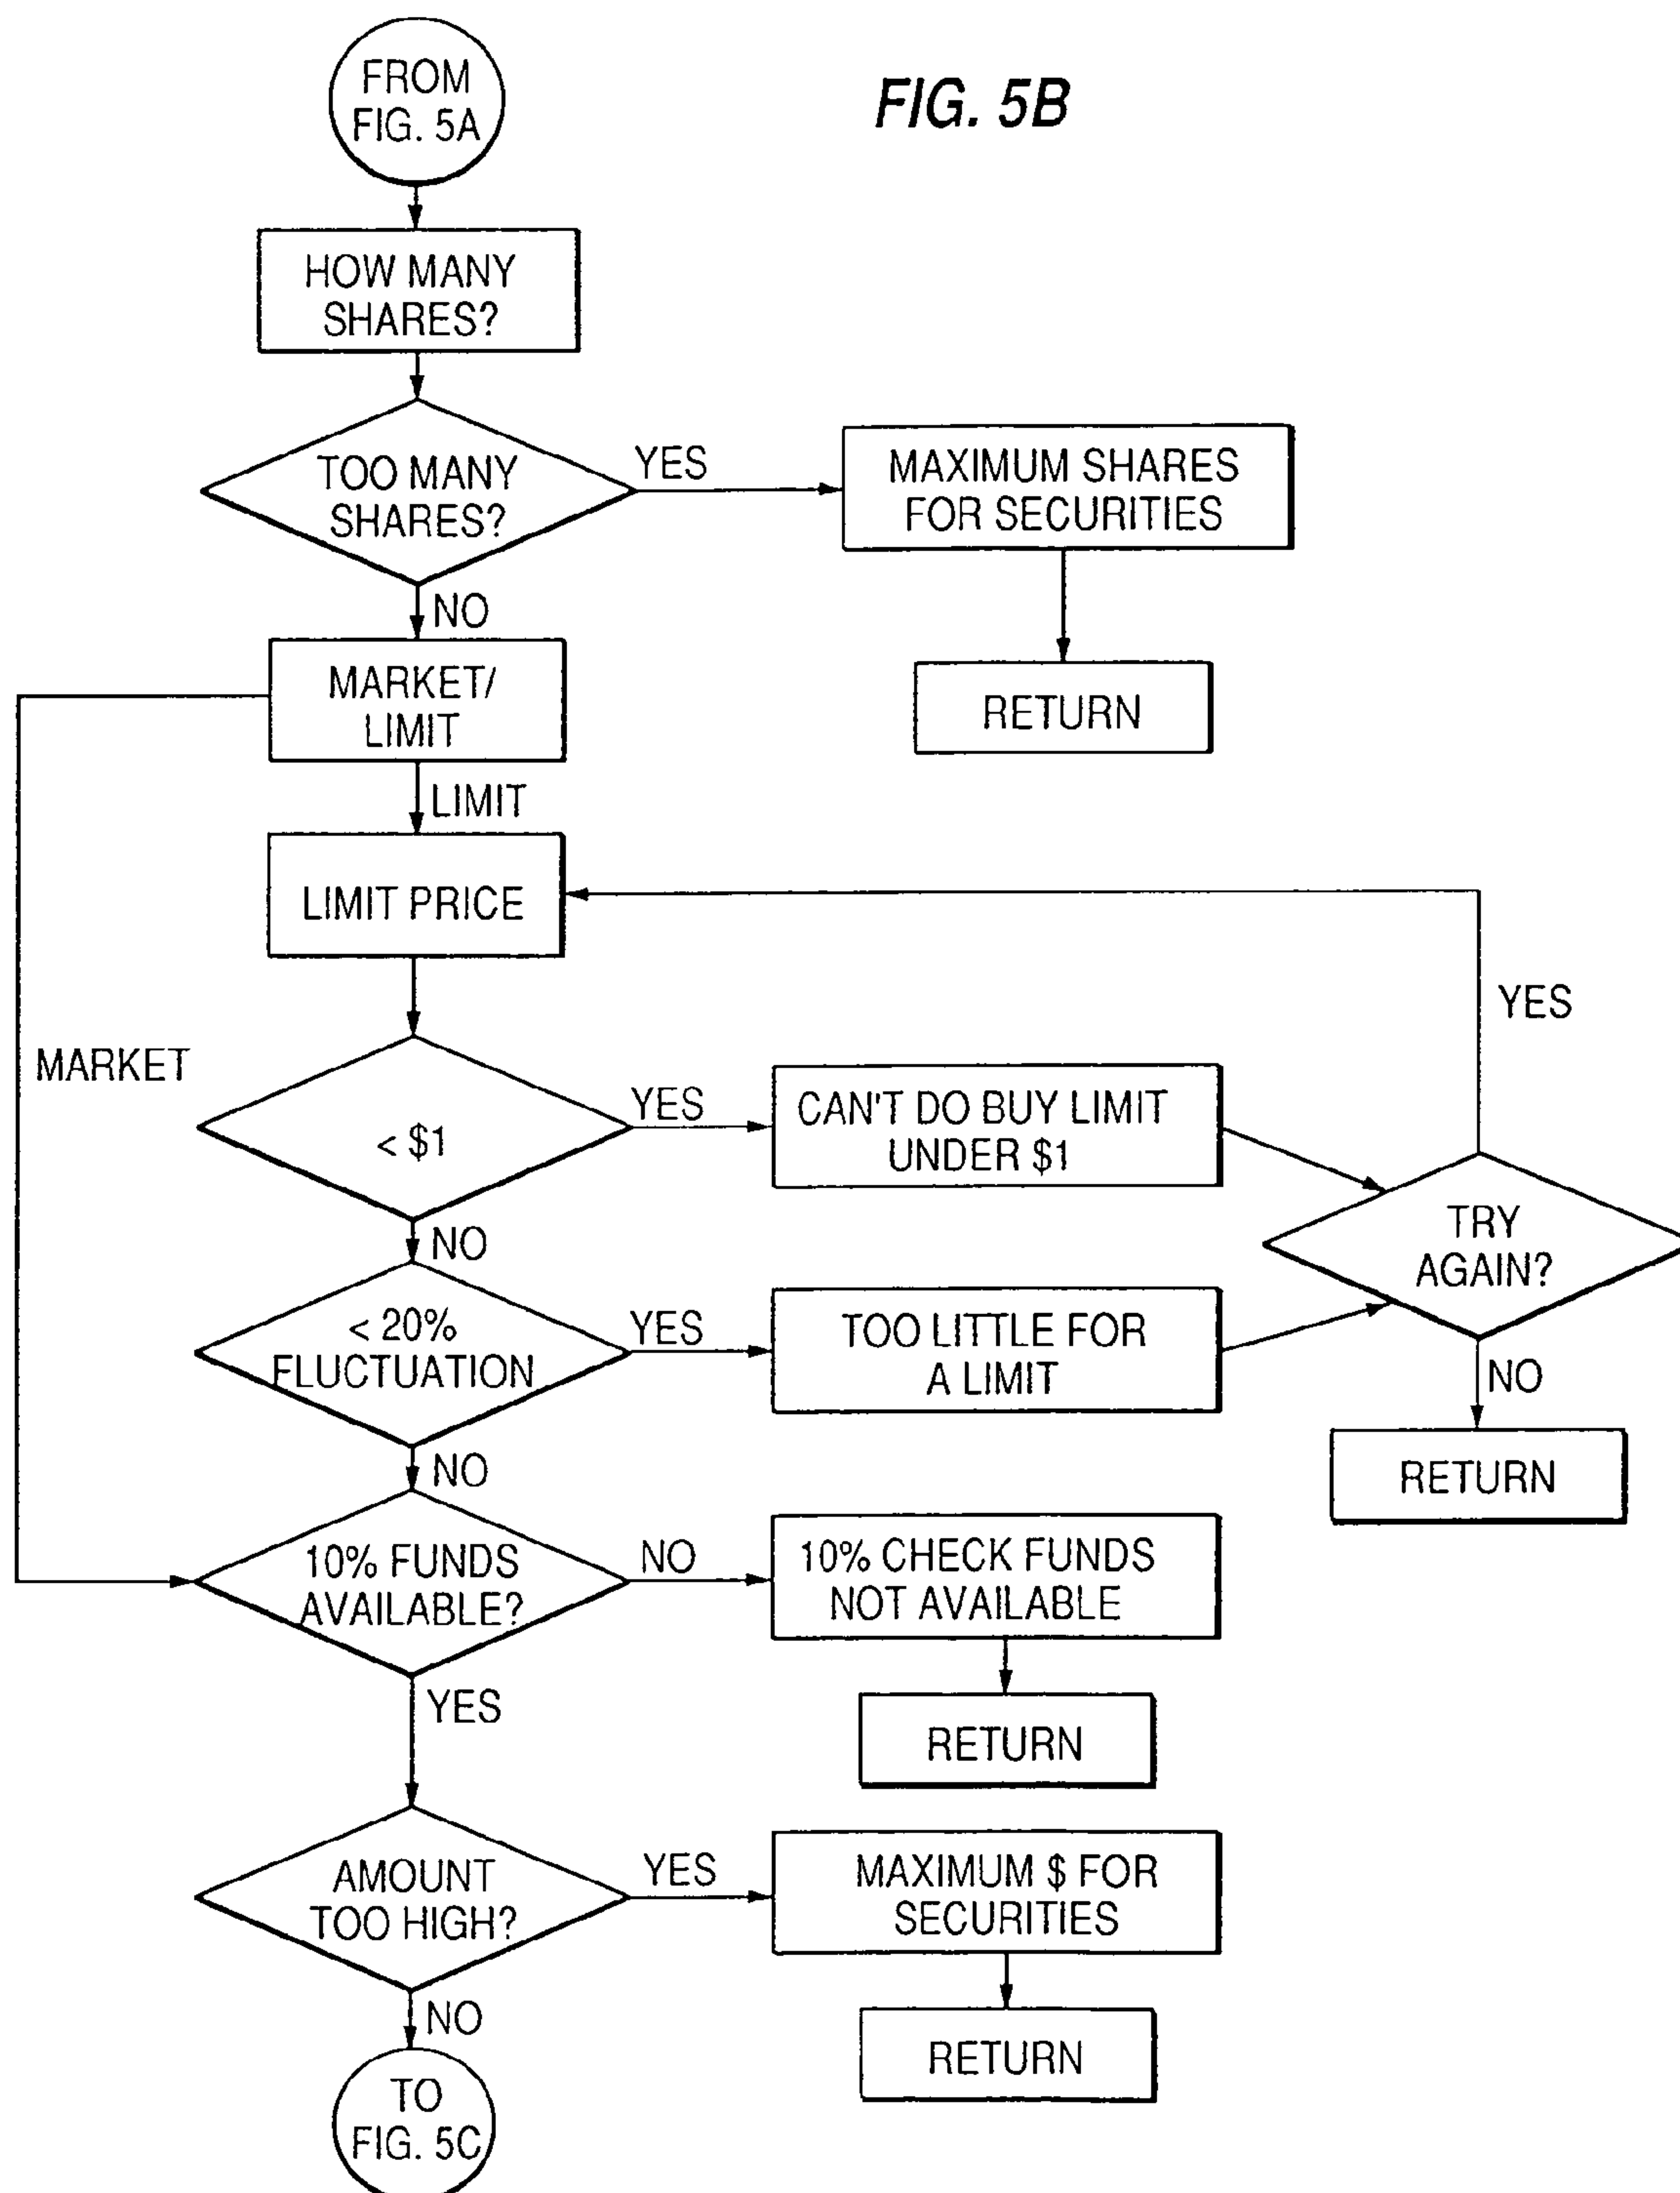 FROM
FIG. 5A
FIG. 5B
HOW MANY
SHARES?
TOO MANY
SHARES?
YES
MAXIMUM SHARES
FOR SECURITIES
NO
RETURN
MARKET/
LIMIT
LIMIT
LIMIT PRICE
YES
MARKET
< $1
YES
CAN'T DO BUY LIMIT
UNDER $1
TRY
AGAIN?
NO
< 20%
FLUCTUATION
YES
TOO LITTLE FOR
A LIMIT
NO
RETURN
NO
10% FUNDS
AVAILABLE?
NO
10% CHECK FUNDS
NOT AVAILABLE
RETURN
YES
AMOUNT
TOO HIGH?
YES
MAXIMUM $ FOR
SECURITIES
RETURN
NO
TO
FIG. 5C